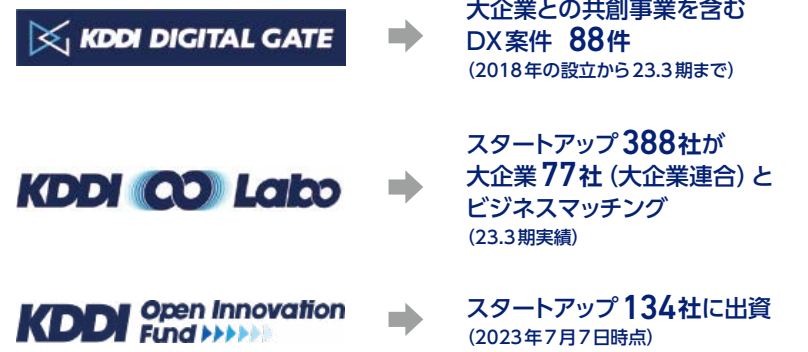 KDDI DIGITAL GATE
大企業との共創事業を含む
DX案件 88件
（2018年の設立から23.3期まで）
KDDI ∞ Labo
スタートアップ388社が
大企業77社（大企業連合）と
ビジネスマッチング
（23.3期実績）
KDDI Open Innovation
Fund
スタートアップ134社に出資
（2023年7月7日時点）